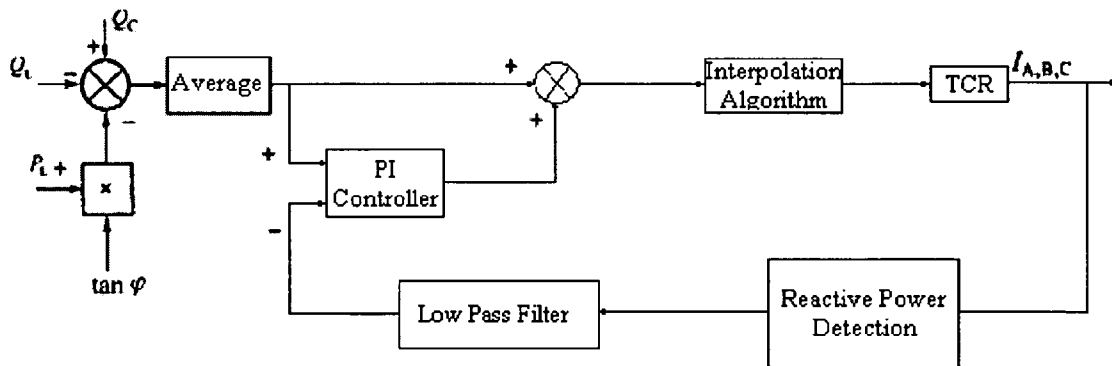 Q_C
+
Q_L
−
Average
−
P_L +
×
tan φ
+
+
+
PI
Controller
−
Interpolation
Algorithm
TCR
I_A,B,C
Low Pass Filter
Reactive Power
Detection